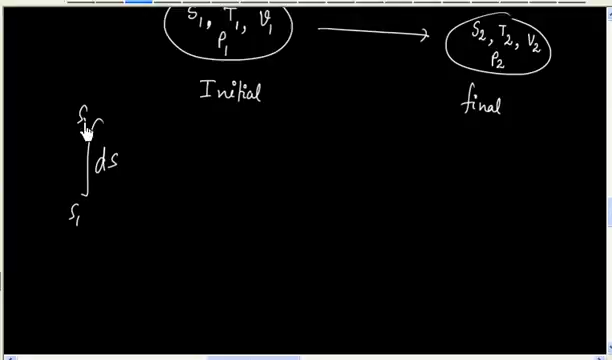 S₁, T₁, V₁
P₁
S₂, T₂, V₂
P₂
Initial
final
∫ ds
S₁